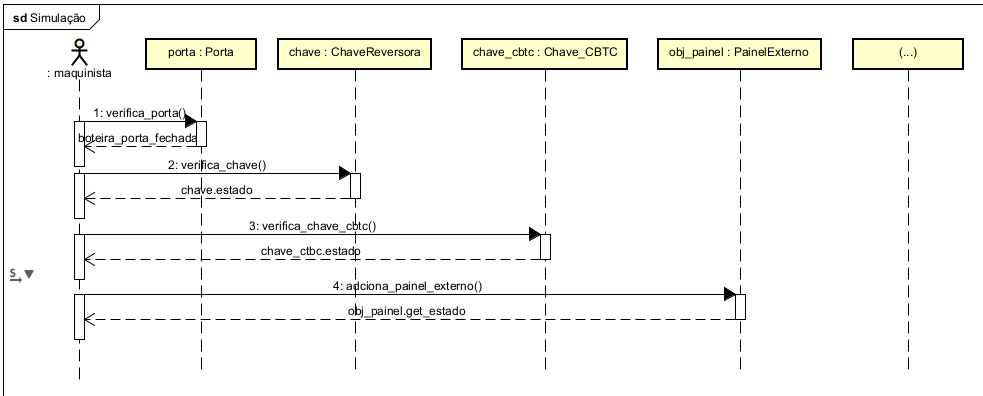 sd Simulação
: maquinista
porta : Porta
chave : ChaveReversora
chave_cbtc : Chave_CBTC
obj_painel : PainelExterno
(...)
1: verifica_porta()
boteira_porta_fechada
2: verifica_chave()
chave.estado
3: verifica_chave_cbtc()
chave_ctbc.estado
S
4: adciona_painel_externo()
obj_painel.get_estado